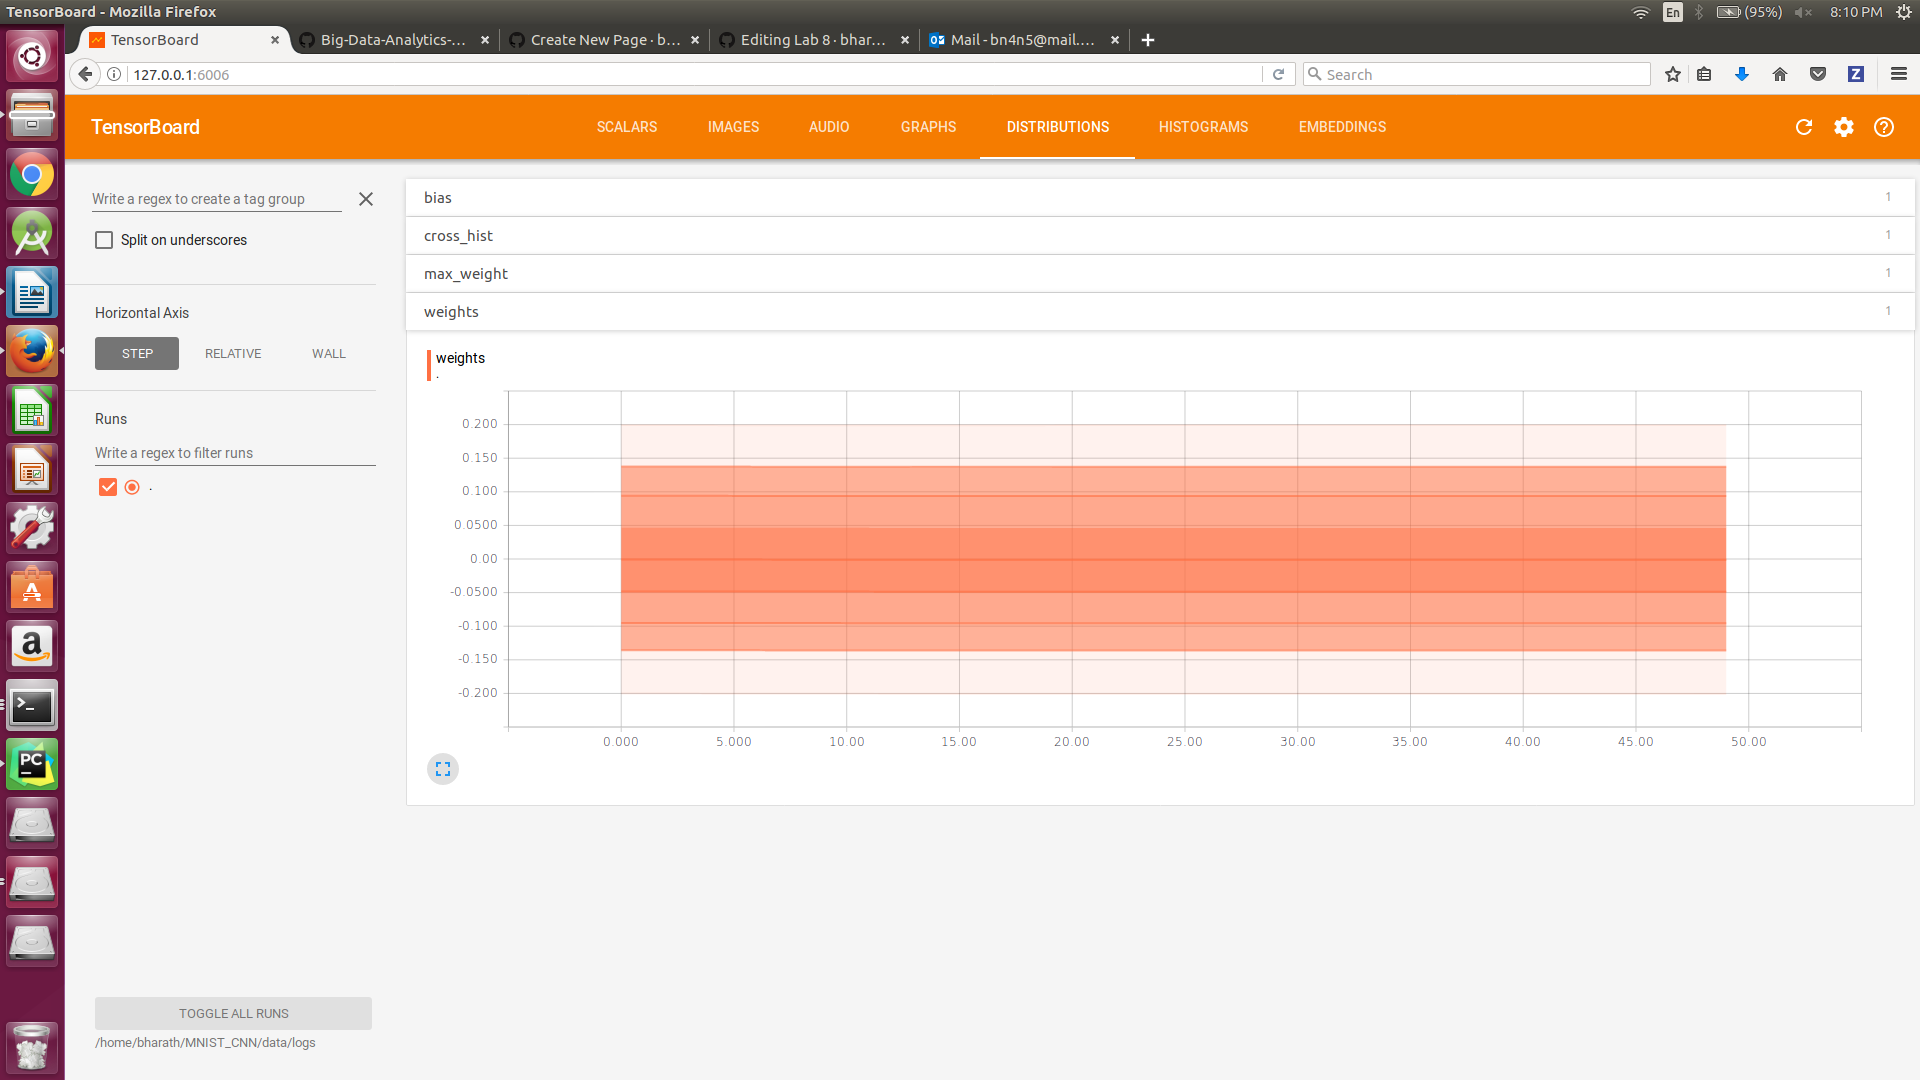 TensorBoard - Mozilla Firefox
En (95%) 8:10 PM
TensorBoard
Big-Data-Analytics-...
Create New Page · b...
Editing Lab 8 · bhar...
Mail - bn4n5@mail....
127.0.0.1:6006
Search
Z
TensorBoard
SCALARS
IMAGES
AUDIO
GRAPHS
DISTRIBUTIONS
HISTOGRAMS
EMBEDDINGS
Write a regex to create a tag group
Split on underscores
Horizontal Axis
STEP
RELATIVE
WALL
Runs
Write a regex to filter runs
.
TOGGLE ALL RUNS
/home/bharath/MNIST_CNN/data/logs
bias 1
cross_hist 1
max_weight 1
weights 1
weights
.
0.200
0.150
0.100
0.0500
0.00
-0.0500
-0.100
-0.150
-0.200
0.000 5.000 10.00 15.00 20.00 25.00 30.00 35.00 40.00 45.00 50.00
a
>_
PC